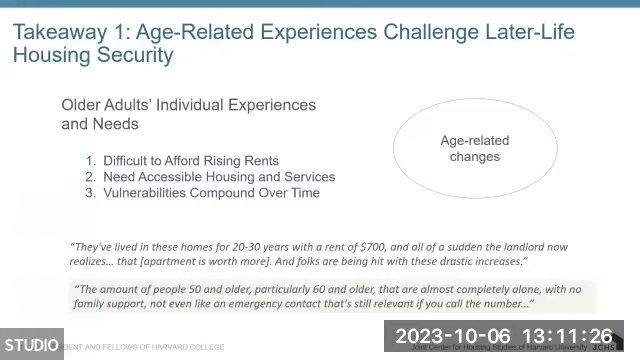 Takeaway 1: Age-Related Experiences Challenge Later-Life
Housing Security
Older Adults’ Individual Experiences
and Needs
1. Difficult to Afford Rising Rents
2. Need Accessible Housing and Services
3. Vulnerabilities Compound Over Time
Age-related
changes
“They've lived in these homes for 20-30 years with a rent of $700, and all of a sudden the landlord now
realizes… that [apartment is worth more]. And folks are being hit with these drastic increases.”
“The amount of people 50 and older, particularly 60 and older, that are almost completely alone, with no
family support, not even like an emergency contact that's still relevant if you call the number…”
STUDIO
ENT AND FELLOWS OF HARVARD COLLEGE
2023-10-06 13:11:26
Joint Center for Housing Studies of Harvard University
JCHS